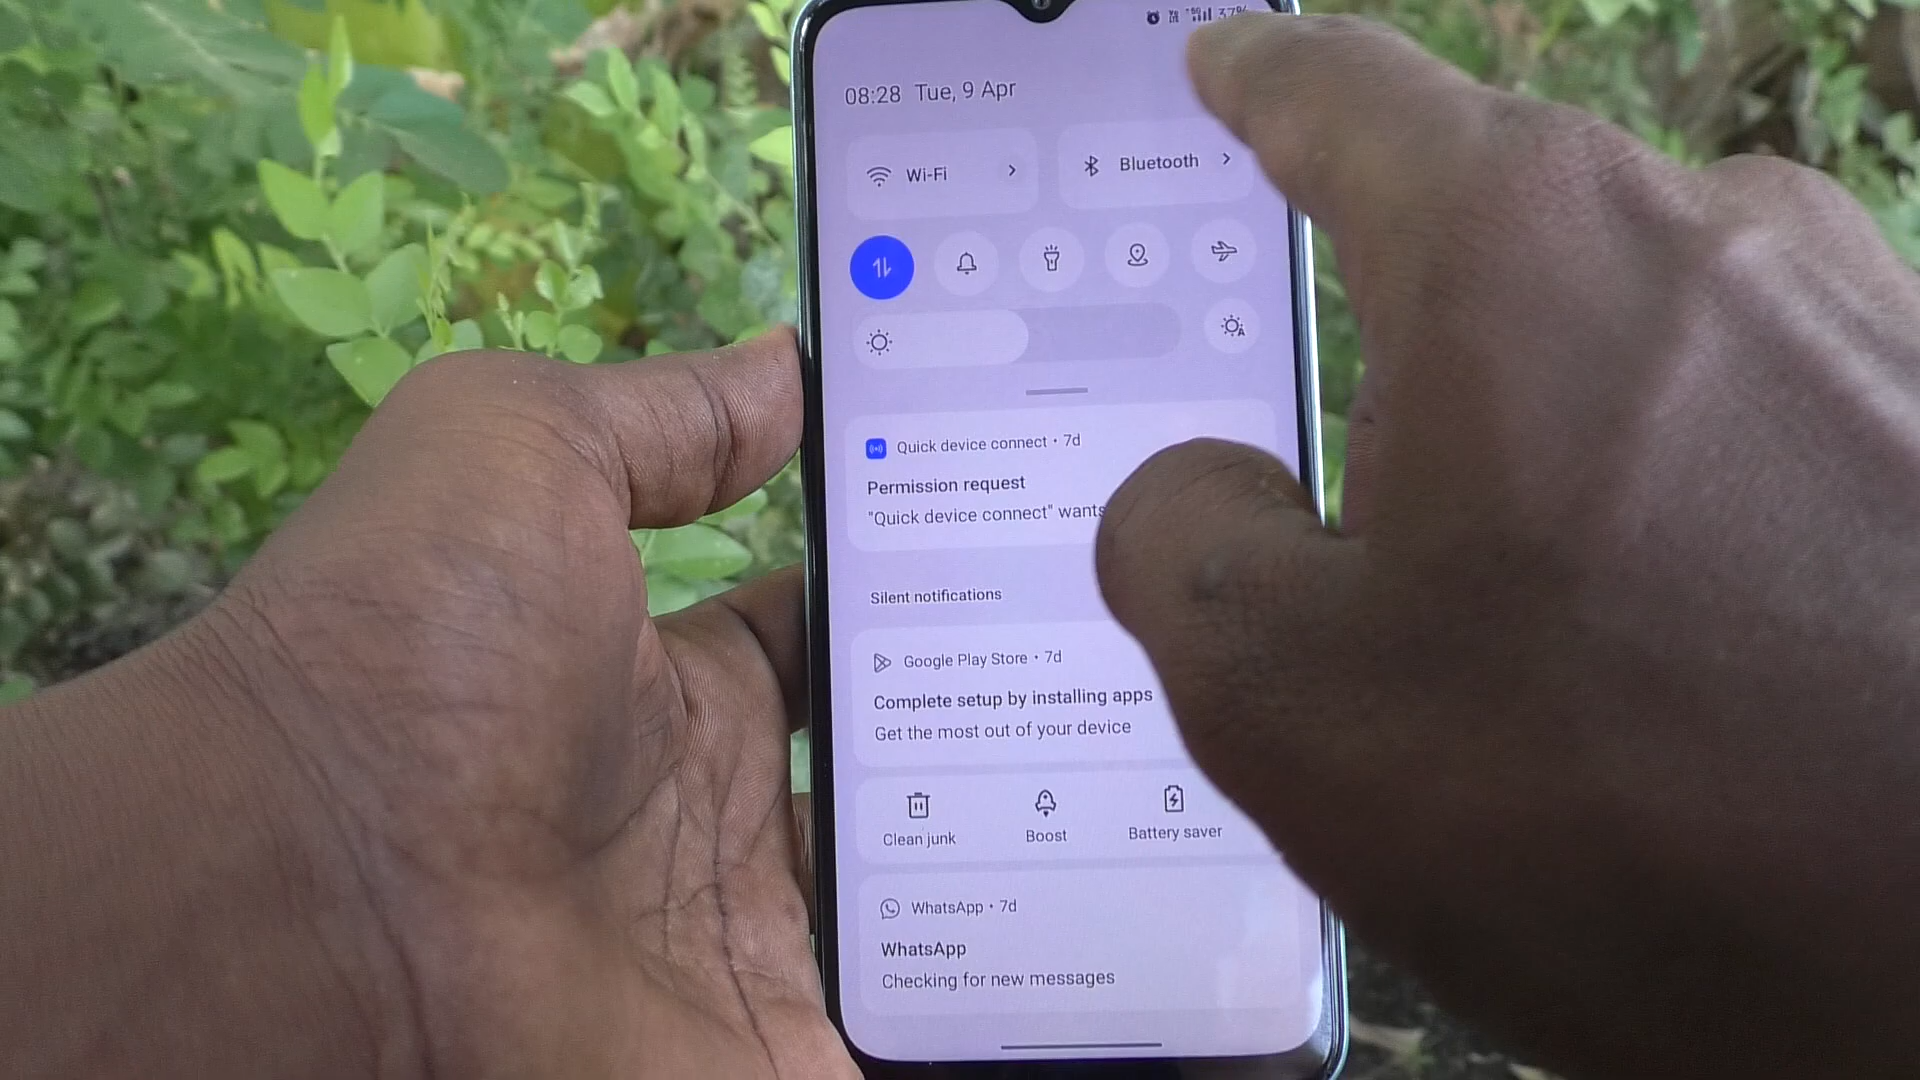 37%
08:28 Tue, 9 Apr
Wi-Fi
Bluetooth
Quick device connect • 7d
Permission request
"Quick device connect" wants
Silent notifications
Google Play Store • 7d
Complete setup by installing apps
Get the most out of your device
Clean junk
Boost
Battery saver
WhatsApp • 7d
WhatsApp
Checking for new messages